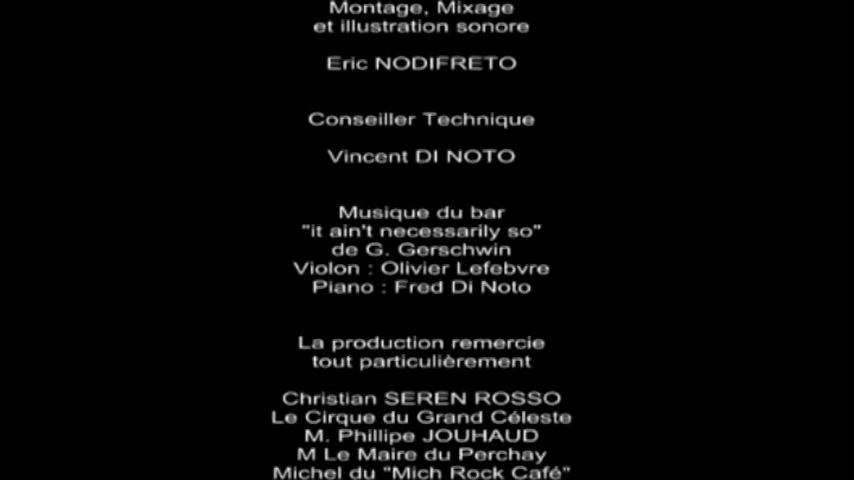 Montage, Mixage
et illustration sonore
Eric NODIFRETO
Conseiller Technique
Vincent DI NOTO
Musique du bar
"it ain't necessarily so"
de G. Gerschwin
Violon : Olivier Lefebvre
Piano : Fred Di Noto
La production remercie
tout particulièrement
Christian SEREN ROSSO
Le Cirque du Grand Céleste
M. Phillipe JOUHAUD
M Le Maire du Perchay
Michel du "Mich Rock Café"